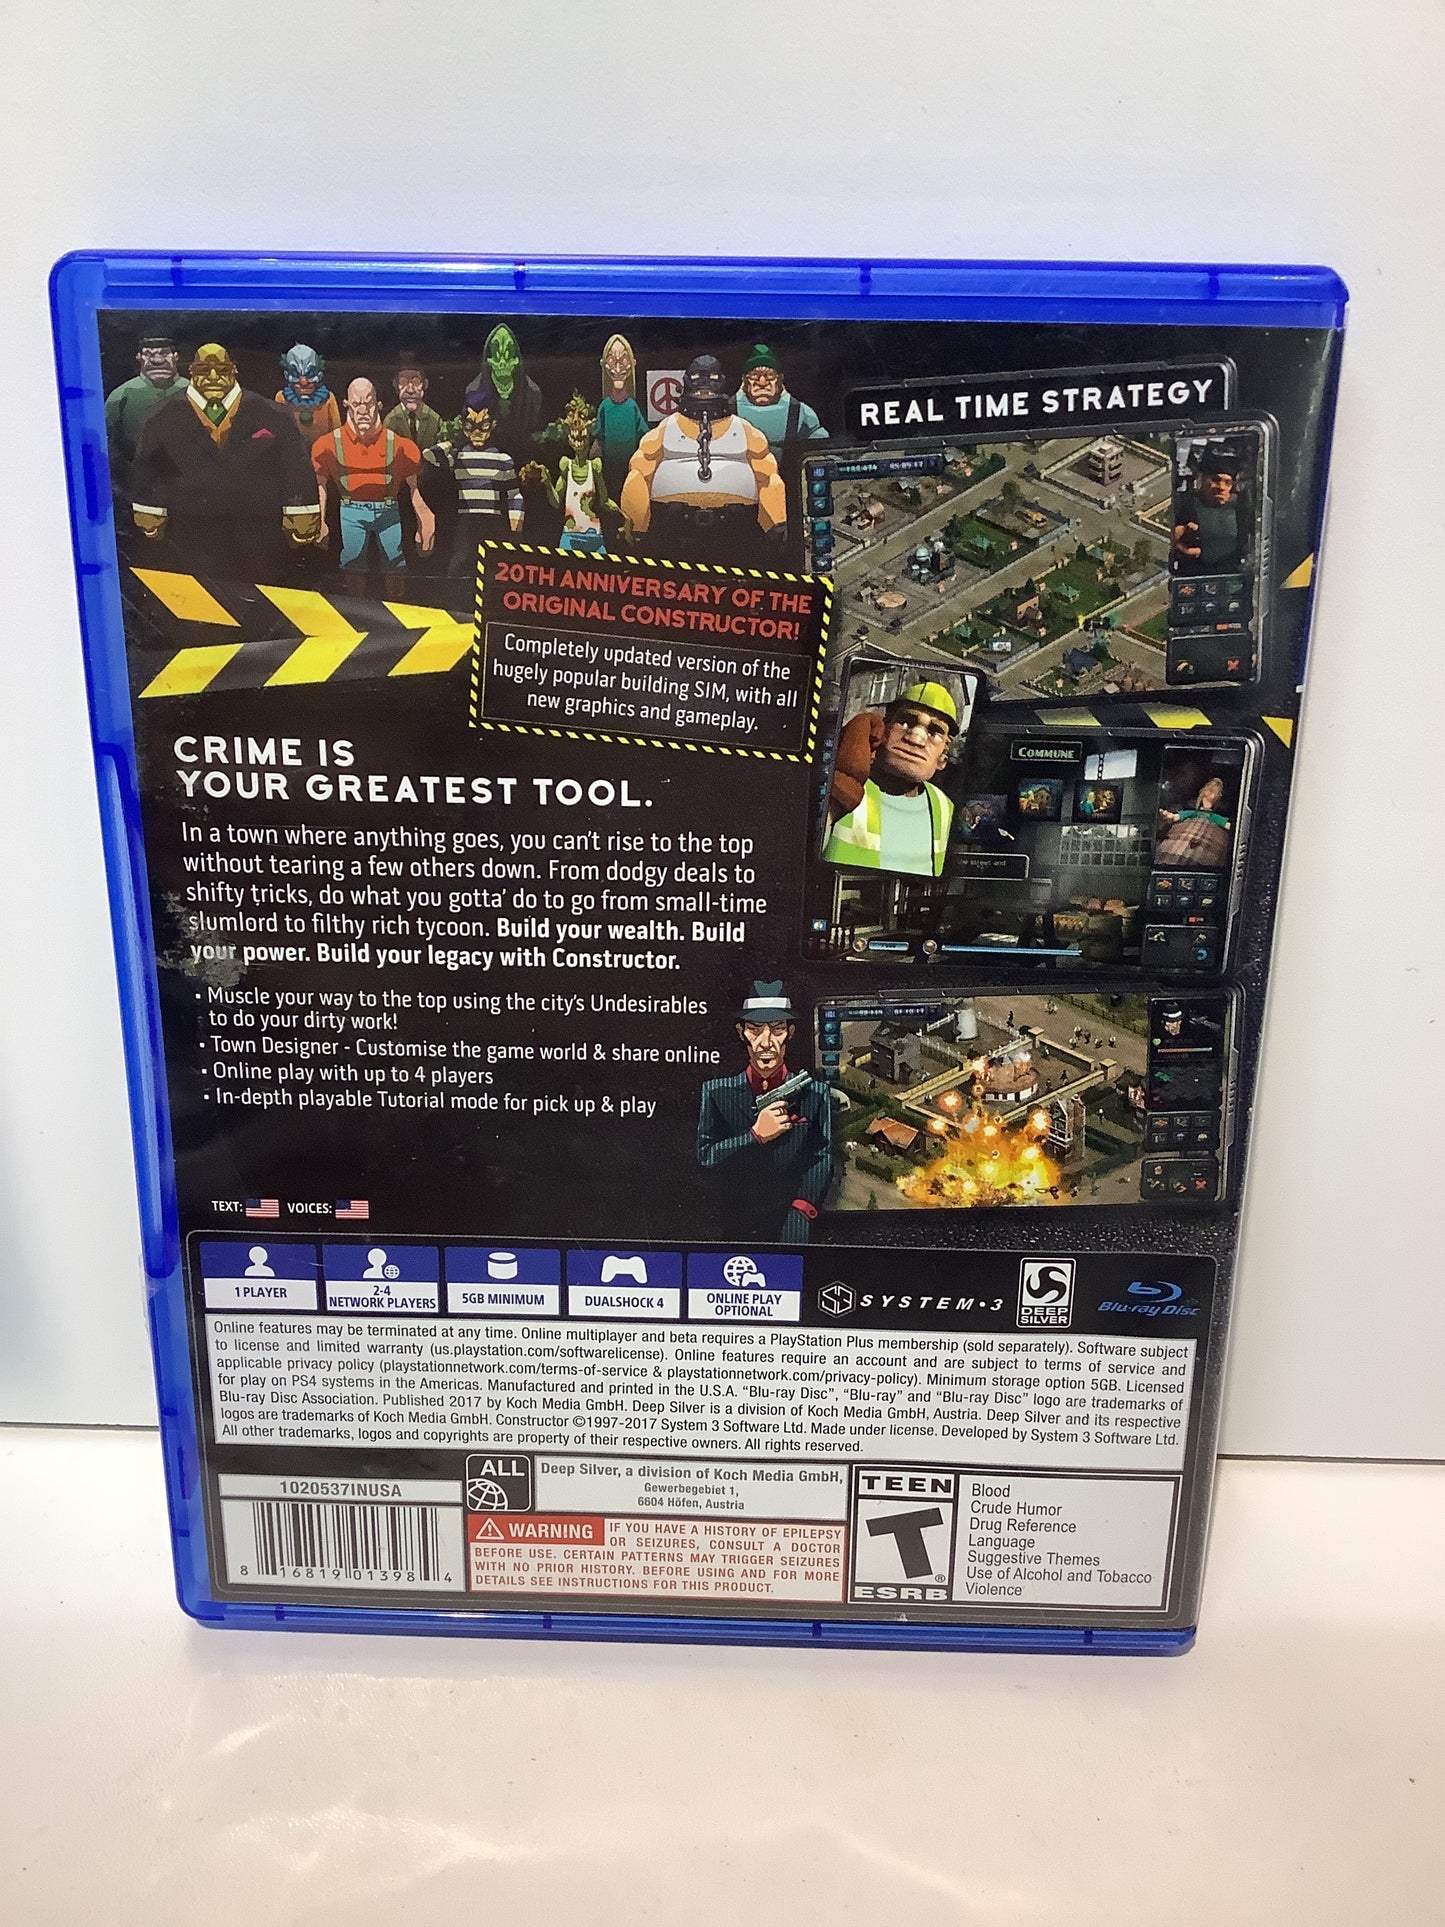 REAL TIME STRATEGY
20TH ANNIVERSARY OF THE
ORIGINAL CONSTRUCTOR!
Completely updated version of the
hugely popular building SIM, with all
new graphics and gameplay.
COMMUNE
CRIME IS
YOUR GREATEST TOOL.
In a town where anything goes, you can't rise to the top
without tearing a few others down. From dodgy deals to
shifty tricks, do what you gotta' do to go from small-time
slumlord to filthy rich tycoon. Build your wealth. Build
your power. Build your legacy with Constructor.
• Muscle your way to the top using the city's Undesirables
to do your dirty work!
• Town Designer - Customise the game world & share online
• Online play with up to 4 players
• In-depth playable Tutorial mode for pick up & play
TEXT: VOICES:
1 PLAYER
2-4
NETWORK PLAYERS
5GB MINIMUM
DUALSHOCK 4
ONLINE PLAY
OPTIONAL
SYSTEM•3
DEEP
SILVER
Blu-ray Disc
Online features may be terminated at any time. Online multiplayer and beta requires a PlayStation Plus membership (sold separately). Software subject
to license and limited warranty (us.playstation.com/softwarelicense). Online features require an account and are subject to terms of service and
applicable privacy policy (playstationnetwork.com/terms-of-service & playstationnetwork.com/privacy-policy). Minimum storage option 5GB. Licensed
for play on PS4 systems in the Americas. Manufactured and printed in the U.S.A. "Blu-ray Disc", "Blu-ray" and "Blu-ray Disc" logo are trademarks of
Blu-ray Disc Association. Published 2017 by Koch Media GmbH. Deep Silver is a division of Koch Media GmbH, Austria. Deep Silver and its respective
logos are trademarks of Koch Media GmbH. Constructor ©1997-2017 System 3 Software Ltd. Made under license. Developed by System 3 Software Ltd.
All other trademarks, logos and copyrights are property of their respective owners. All rights reserved.
1020537INUSA
8 16819 01398 4
ALL
Deep Silver, a division of Koch Media GmbH,
Gewerbegebiet 1,
6604 Höfen, Austria
WARNING IF YOU HAVE A HISTORY OF EPILEPSY
OR SEIZURES, CONSULT A DOCTOR
BEFORE USE. CERTAIN PATTERNS MAY TRIGGER SEIZURES
WITH NO PRIOR HISTORY. BEFORE USING AND FOR MORE
DETAILS SEE INSTRUCTIONS FOR THIS PRODUCT.
TEEN
T
®
ESRB
Blood
Crude Humor
Drug Reference
Language
Suggestive Themes
Use of Alcohol and Tobacco
Violence